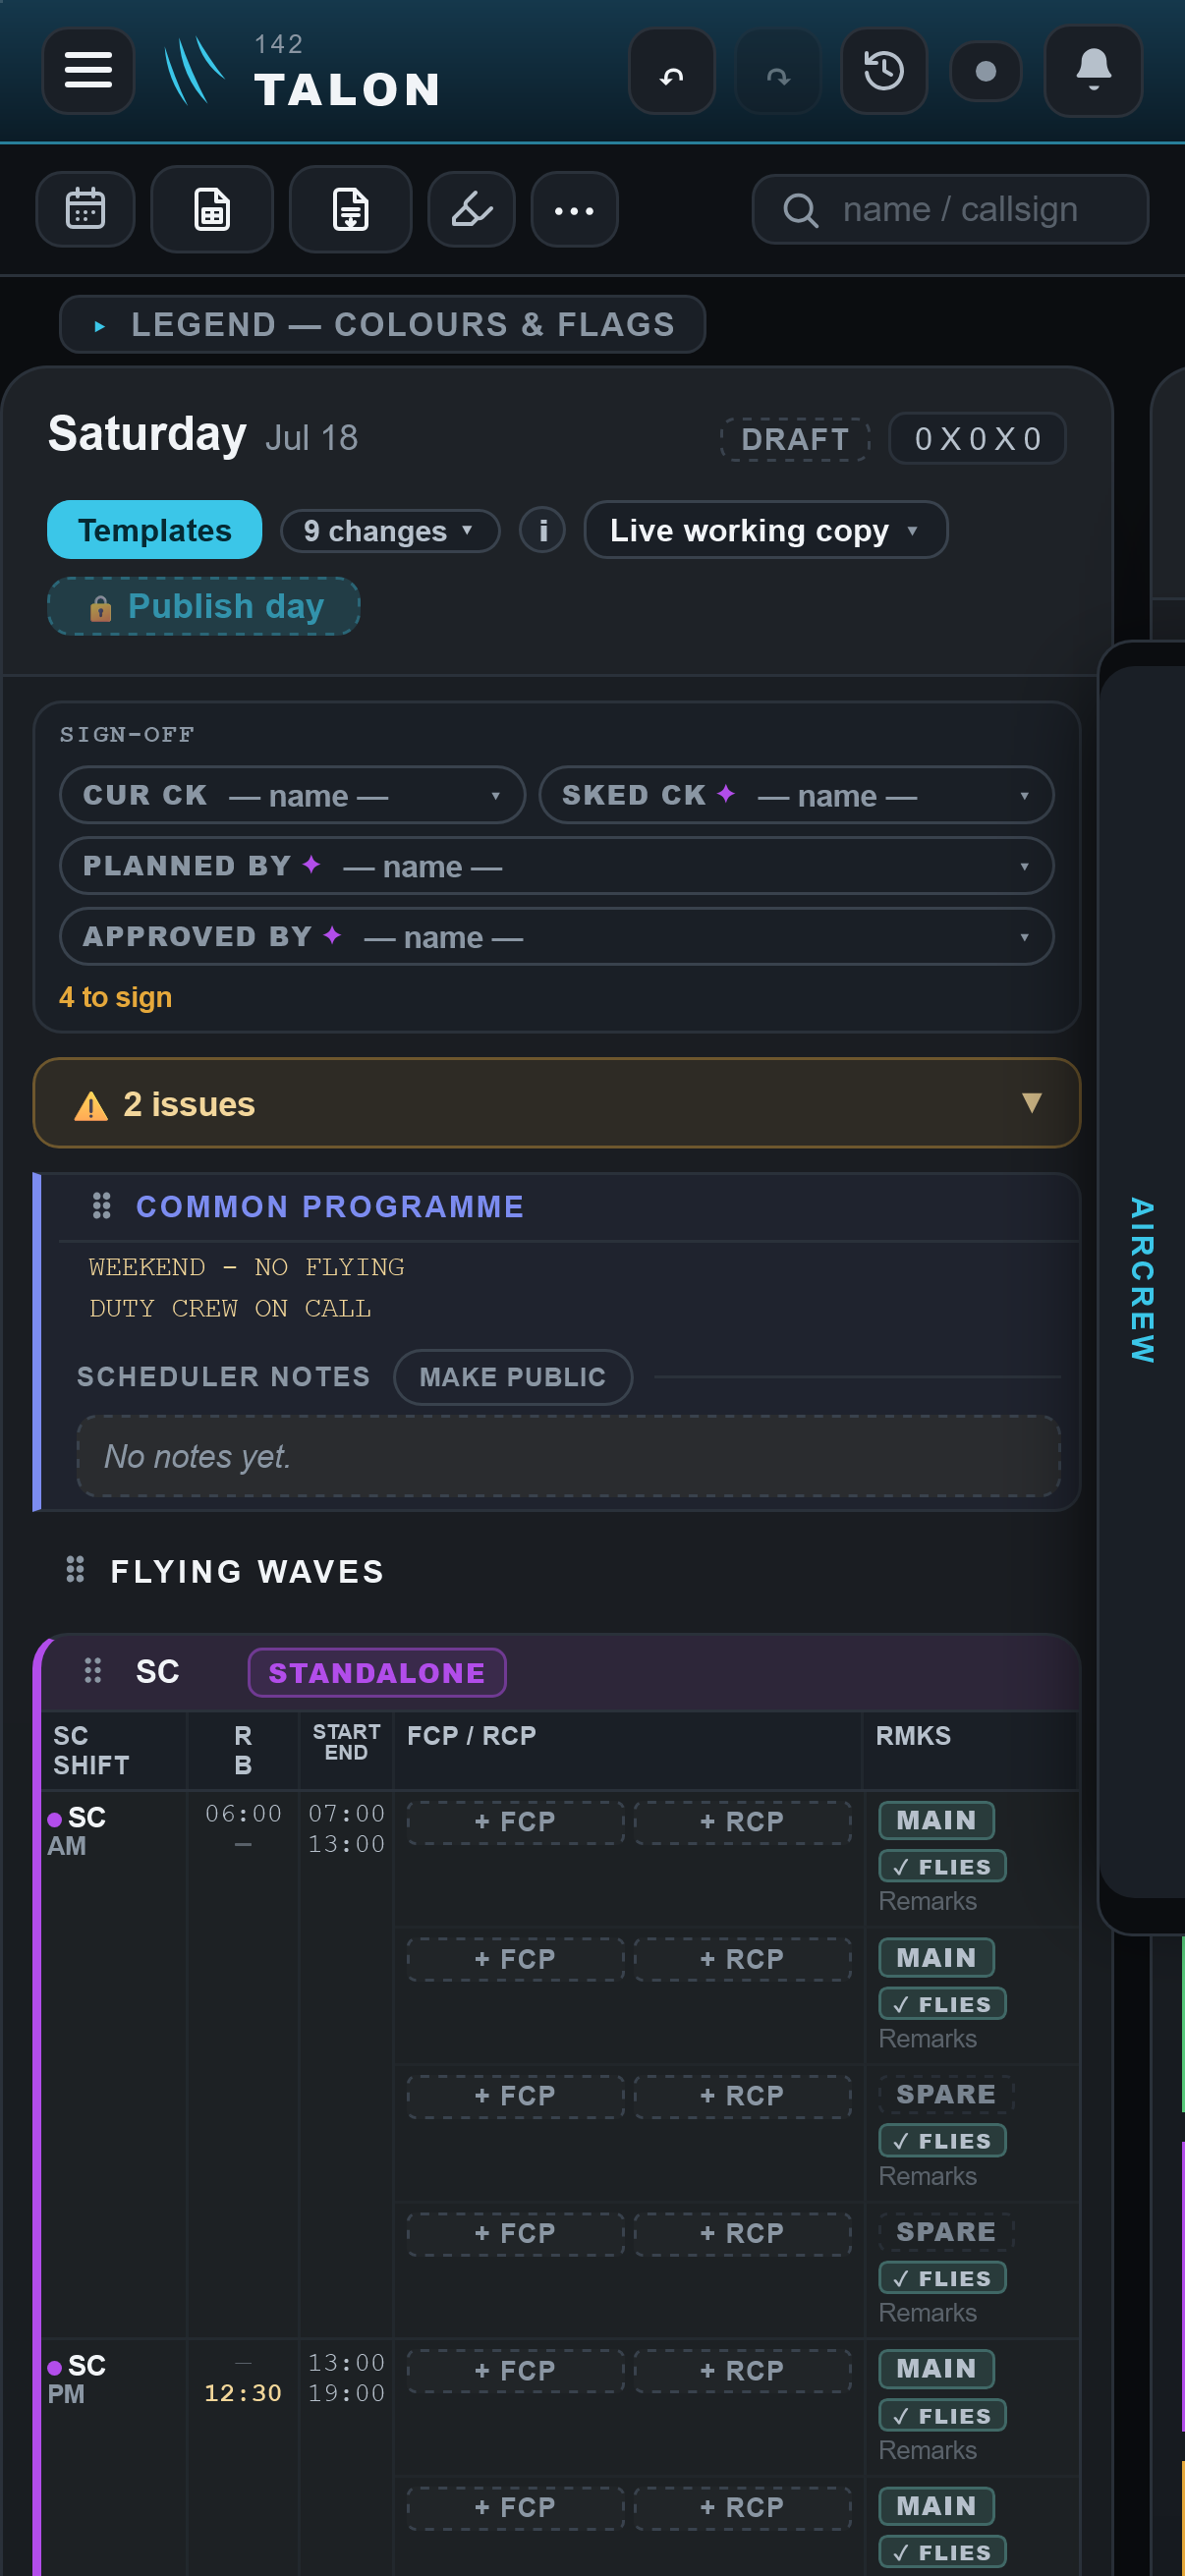 142
TALON
name / callsign
LEGEND — COLOURS & FLAGS
Saturday Jul 18 DRAFT 0 X 0 X 0
Templates 9 changes i Live working copy
Publish day
SIGN-OFF
CUR CK — name — SKED CK — name —
PLANNED BY — name —
APPROVED BY — name —
4 to sign
2 issues
COMMON PROGRAMME
WEEKEND – NO FLYING
DUTY CREW ON CALL
SCHEDULER NOTES MAKE PUBLIC
No notes yet.
AIRCREW
FLYING WAVES
SC STANDALONE
SC SHIFT R B START END FCP / RCP RMKS
SC 06:00 07:00 + FCP + RCP MAIN
AM — 13:00 ✓ FLIES
Remarks
+ FCP + RCP MAIN
✓ FLIES
Remarks
+ FCP + RCP SPARE
✓ FLIES
Remarks
+ FCP + RCP SPARE
✓ FLIES
Remarks
SC — 13:00 + FCP + RCP MAIN
PM 12:30 19:00 ✓ FLIES
Remarks
+ FCP + RCP MAIN
✓ FLIES